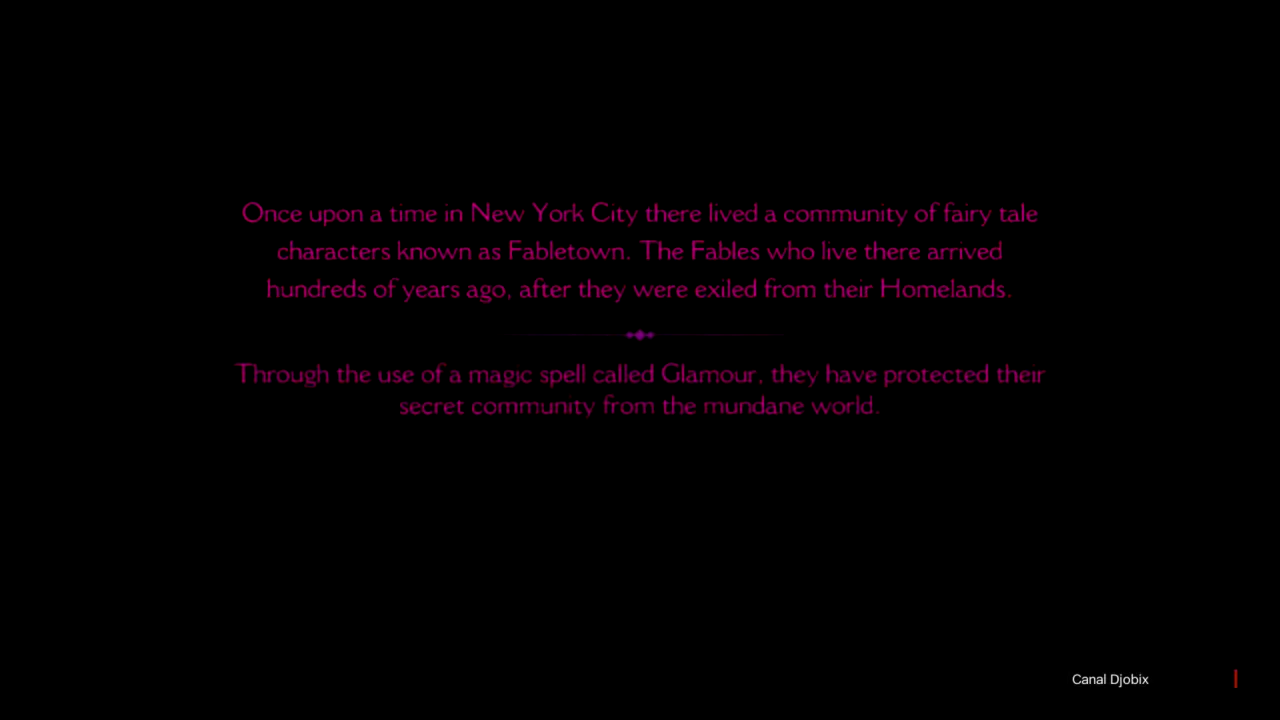 Once upon a time in New York City there lived a community of fairy tale
characters known as Fabletown. The Fables who live there arrived
hundreds of years ago, after they were exiled from their Homelands.
Through the use of a magic spell called Glamour, they have protected their
secret community from the mundane world.
Canal Djobix